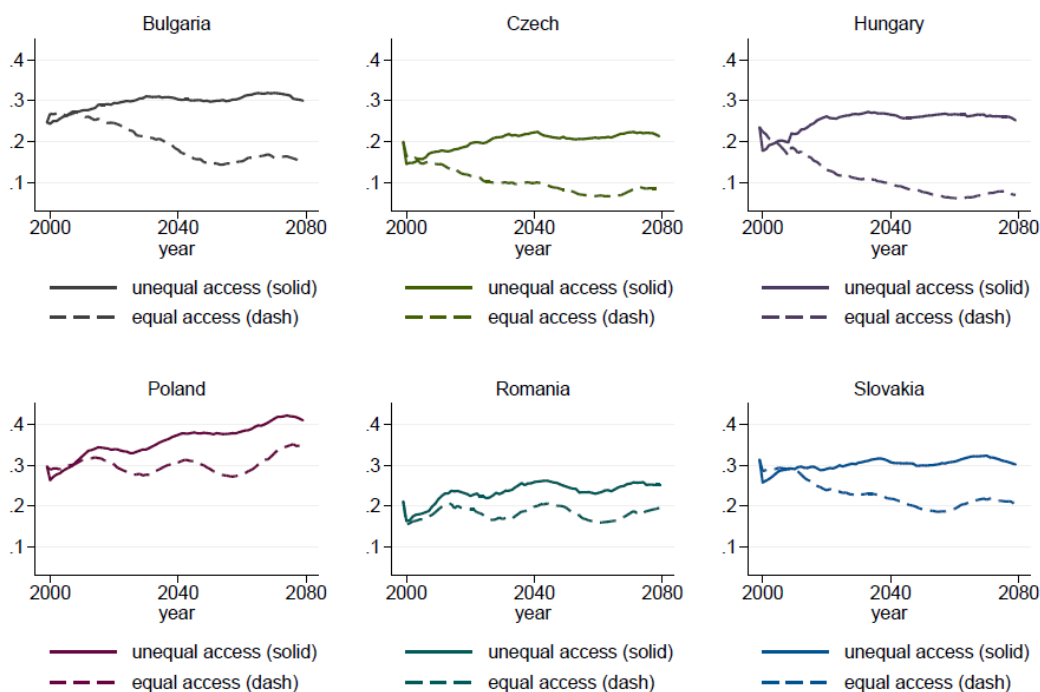 Bulgaria Czech Hungary
.4 .4 .4
.3 .3 .3
.2 .2 .2
.1 .1 .1
2000 2040 2080 2000 2040 2080 2000 2040 2080
year year year
unequal access (solid) unequal access (solid) unequal access (solid)
equal access (dash) equal access (dash) equal access (dash)
Poland Romania Slovakia
.4 .4 .4
.3 .3 .3
.2 .2 .2
.1 .1 .1
2000 2040 2080 2000 2040 2080 2000 2040 2080
year year year
unequal access (solid) unequal access (solid) unequal access (solid)
equal access (dash) equal access (dash) equal access (dash)